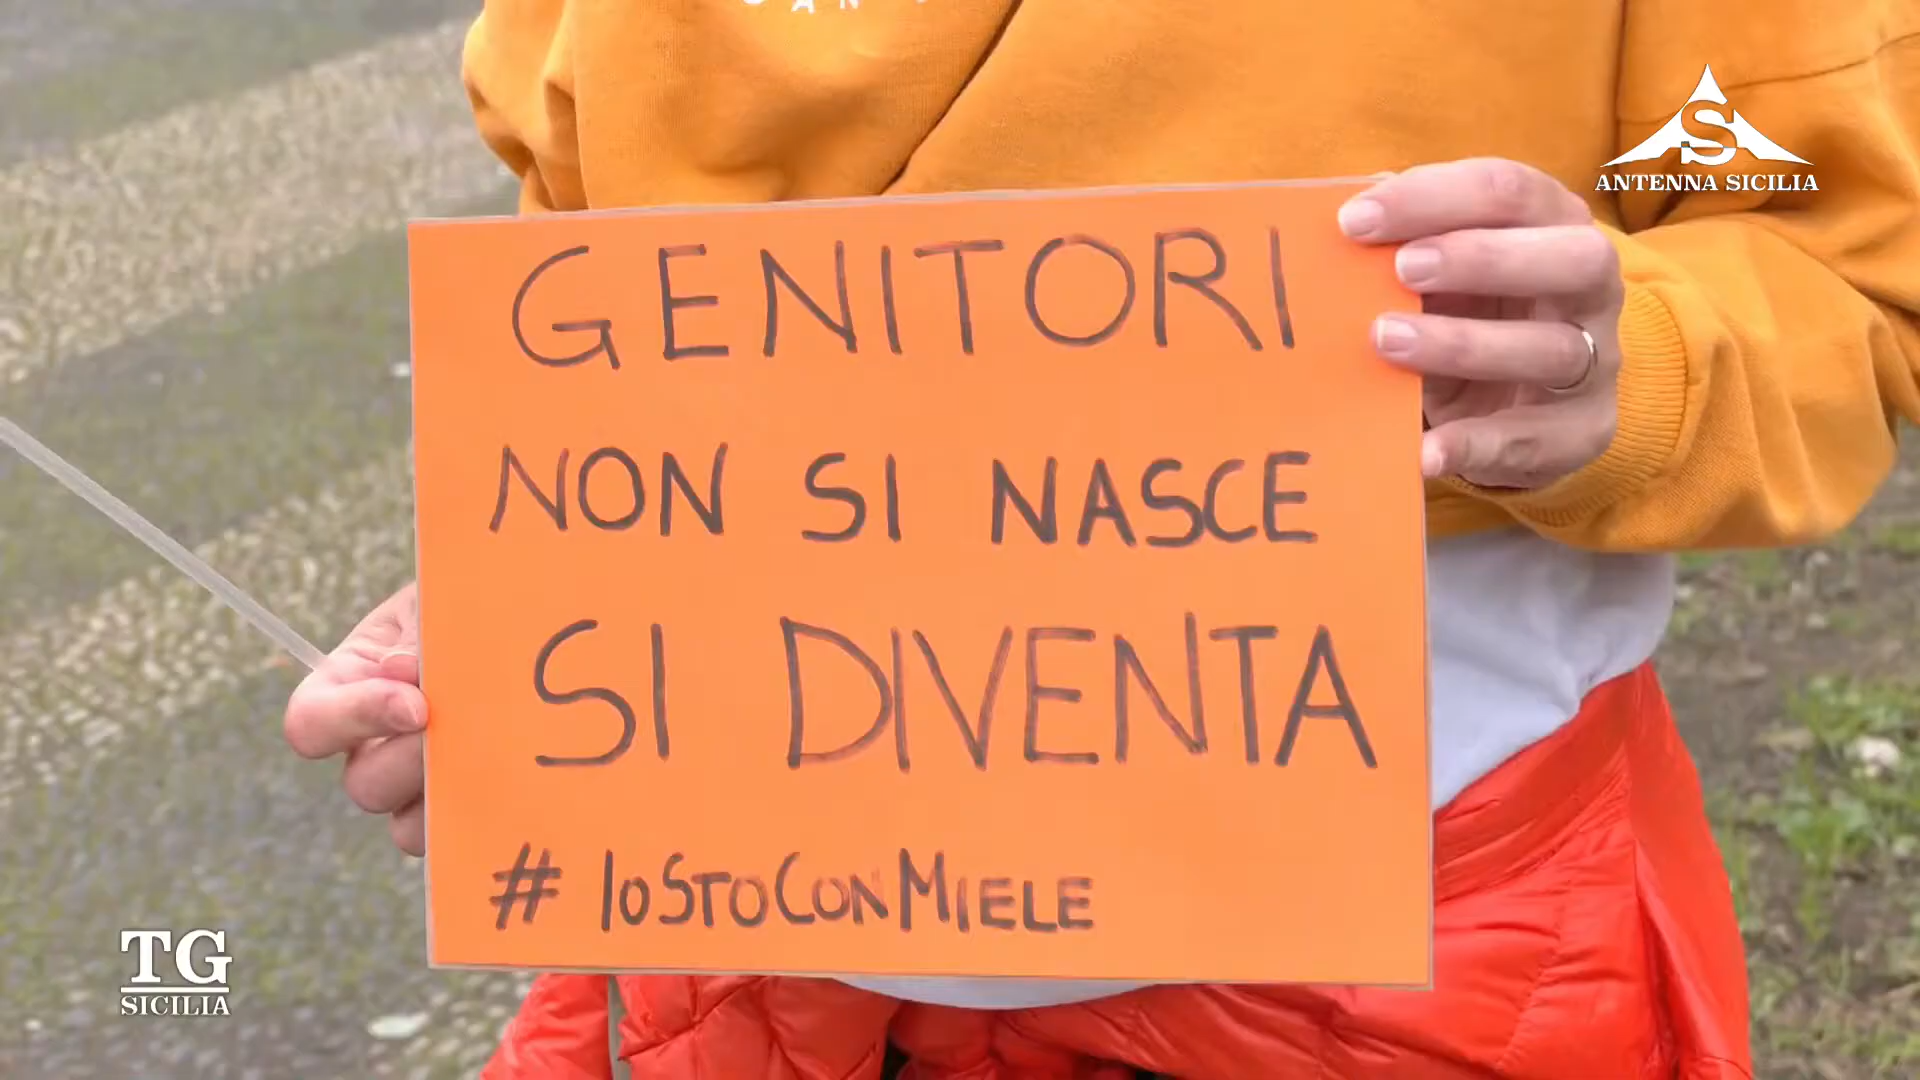 ANTENNA SICILIA
GENITORI
NON SI NASCE
SI DIVENTA
# IOSTOCONMIELE
TG
SICILIA